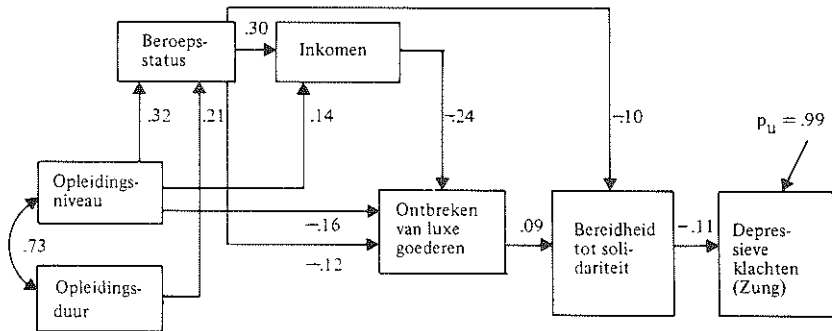 Beroeps-
status
.30
Inkomen
.32
.21
.14
-.24
-.10
p_u = .99
Opleidings-
niveau
-.16
-.12
Ontbreken
van luxe
goederen
.09
Bereidheid
tot soli-
dariteit
-.11
Depres-
sieve
klachten
(Zung)
.73
Opleidings-
duur